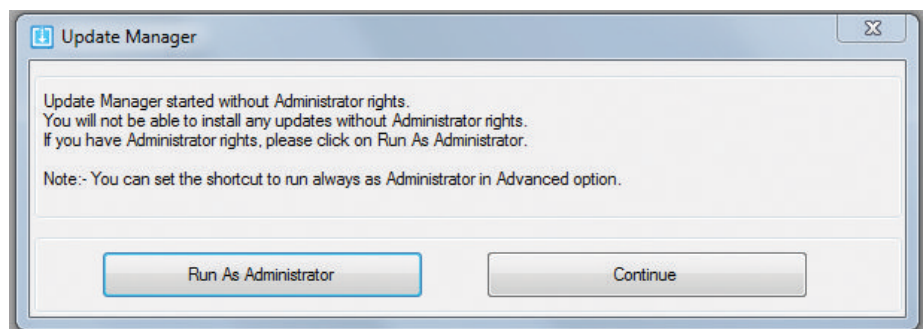 Update Manager
Update Manager started without Administrator rights.
You will not be able to install any updates without Administrator rights.
If you have Administrator rights, please click on Run As Administrator.
Note:- You can set the shortcut to run always as Administrator in Advanced option.
Run As Administrator
Continue